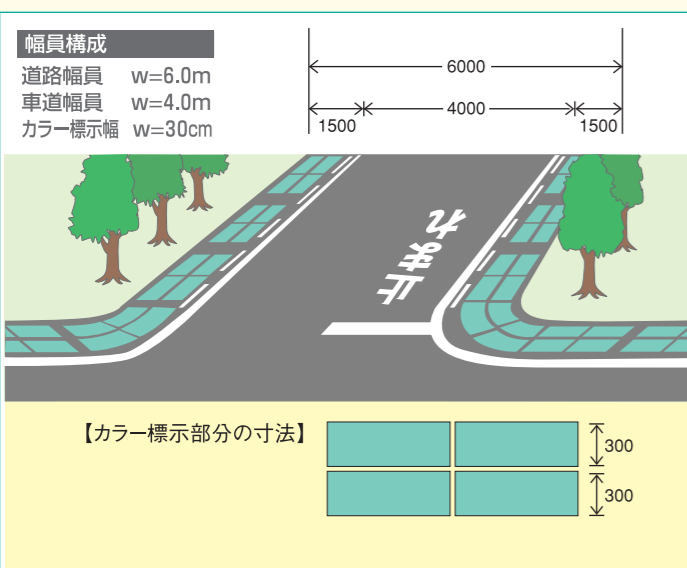 幅員構成
道路幅員 w=6.0m
車道幅員 w=4.0m
カラー標示幅 w=30cm
6000
1500 4000 1500
止まれ
【カラー標示部分の寸法】
300
300